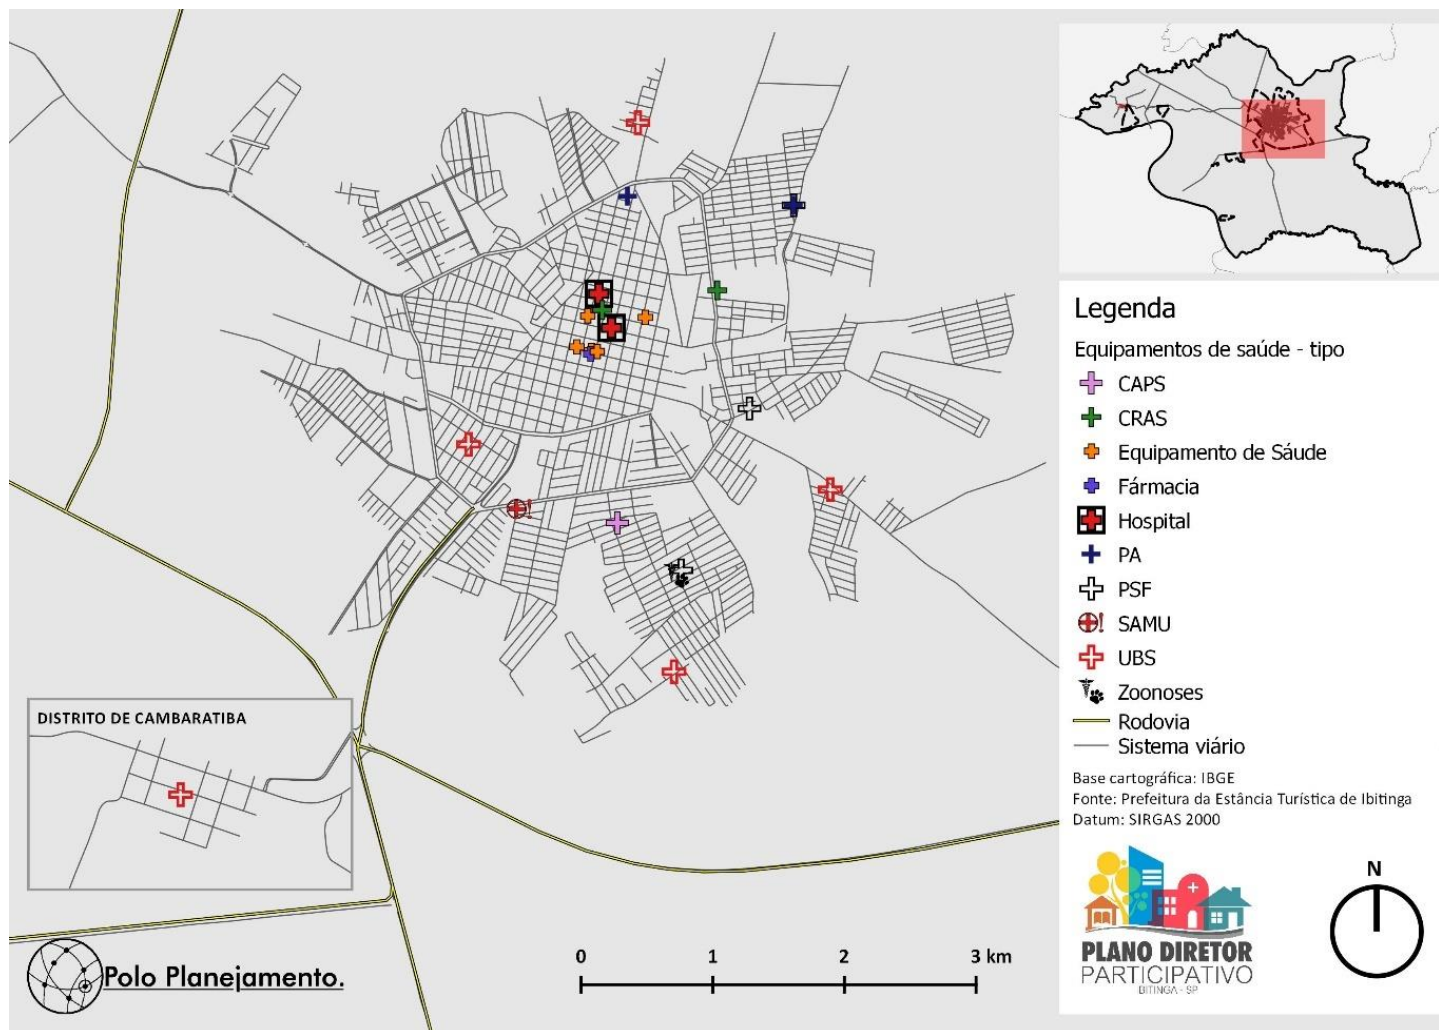 Legenda
Equipamentos de saúde - tipo
CAPS
CRAS
Equipamento de Sáude
Fármacia
Hospital
PA
PSF
SAMU
UBS
Zoonoses
Rodovia
Sistema viário
Base cartográfica: IBGE
Fonte: Prefeitura da Estância Turística de Ibitinga
Datum: SIRGAS 2000
DISTRITO DE CAMBARATIBA
Polo Planejamento.
0 1 2 3 km
PLANO DIRETOR
PARTICIPATIVO
IBITINGA - SP
N